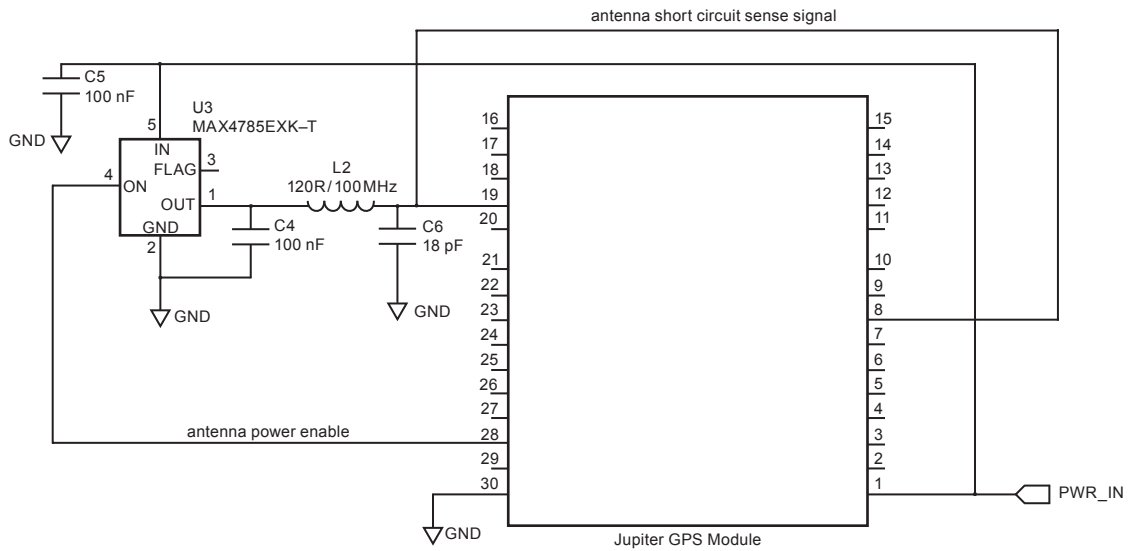 antenna short circuit sense signal
C5
100 nF
GND
U3
MAX4785EXK–T
5
IN
FLAG
3
4
ON
OUT
1
GND
2
GND
L2
120R/100MHz
C4
100 nF
C6
18 pF
GND
16
17
18
19
20
21
22
23
24
25
26
27
28
29
30
15
14
13
12
11
10
9
8
7
6
5
4
3
2
1
antenna power enable
GND
PWR_IN
Jupiter GPS Module